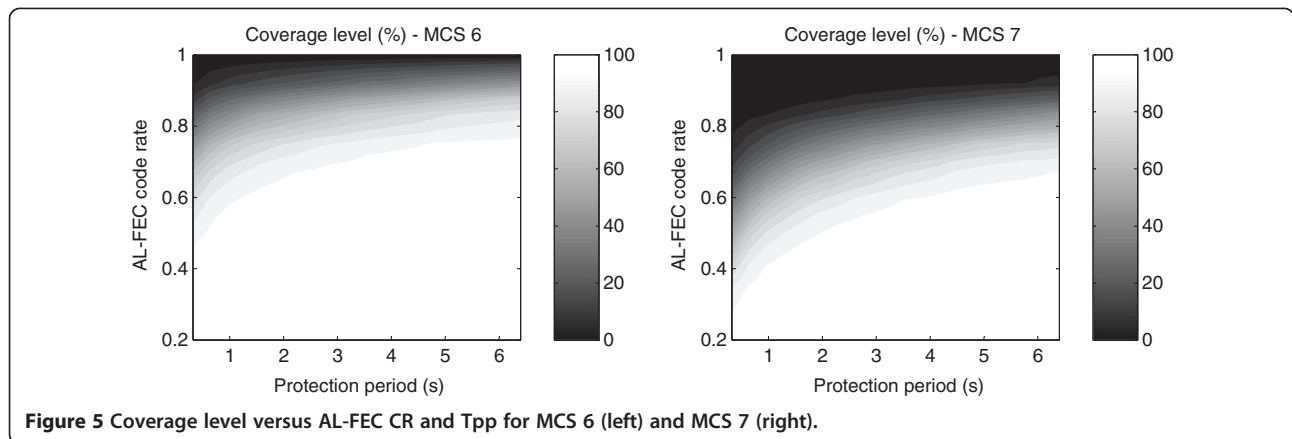 Coverage level (%) - MCS 6
1
0.8
0.6
0.4
0.2
AL-FEC code rate
1 2 3 4 5 6
Protection period (s)
100
80
60
40
20
0
Coverage level (%) - MCS 7
1
0.8
0.6
0.4
0.2
AL-FEC code rate
1 2 3 4 5 6
Protection period (s)
100
80
60
40
20
0
Figure 5 Coverage level versus AL-FEC CR and Tpp for MCS 6 (left) and MCS 7 (right).